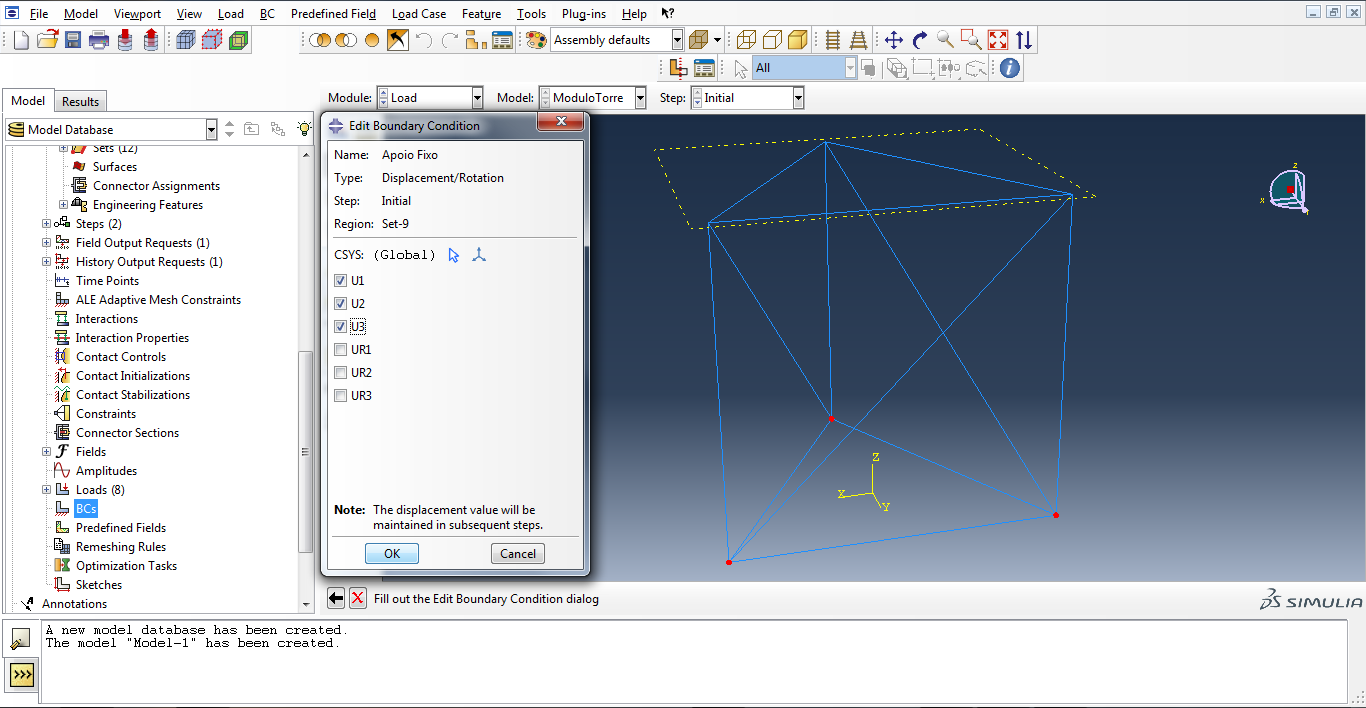 File Model Viewport View Load BC Predefined Field Load Case Feature Tools Plug-ins Help ?
Assembly defaults
All
Model Results
Module: Load Model: ModuloTorre Step: Initial
Model Database
Sets (12)
Surfaces
Connector Assignments
Engineering Features
Steps (2)
Field Output Requests (1)
History Output Requests (1)
Time Points
ALE Adaptive Mesh Constraints
Interactions
Interaction Properties
Contact Controls
Contact Initializations
Contact Stabilizations
Constraints
Connector Sections
Fields
Amplitudes
Loads (8)
BCs
Predefined Fields
Remeshing Rules
Optimization Tasks
Sketches
Annotations
Edit Boundary Condition
Name: Apoio Fixo
Type: Displacement/Rotation
Step: Initial
Region: Set-9
CSYS: (Global)
U1
U2
U3
UR1
UR2
UR3
Note: The displacement value will be
maintained in subsequent steps.
OK Cancel
Z
X
Y
Z
X
Y
Fill out the Edit Boundary Condition dialog
SIMULIA
A new model database has been created.
The model "Model-1" has been created.
>>>